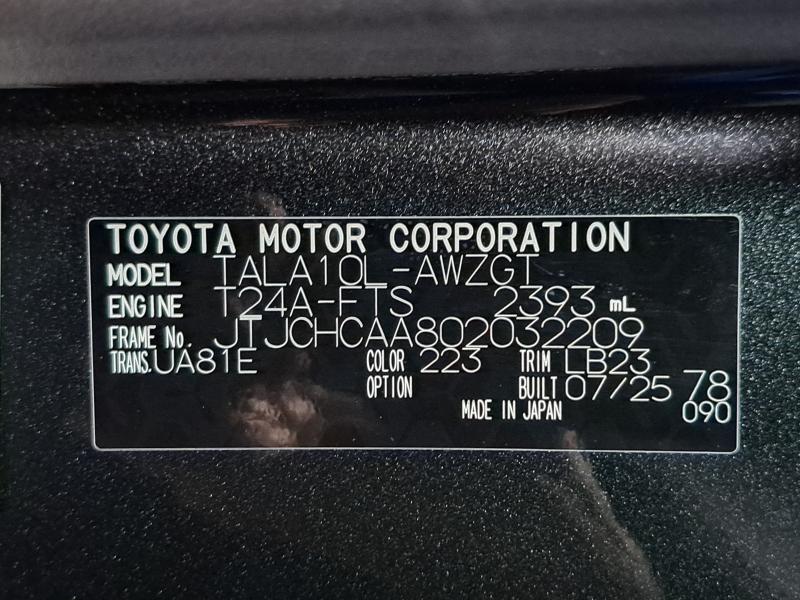 TOYOTA MOTOR CORPORATION
MODEL TALA10L-AWZGT
ENGINE T24A-FTS 2393 mL
FRAME No. JTJCHCAA802032209
TRANS. UA81E COLOR 223 TRIM LB23
OPTION BUILT 07/25 78
MADE IN JAPAN 090